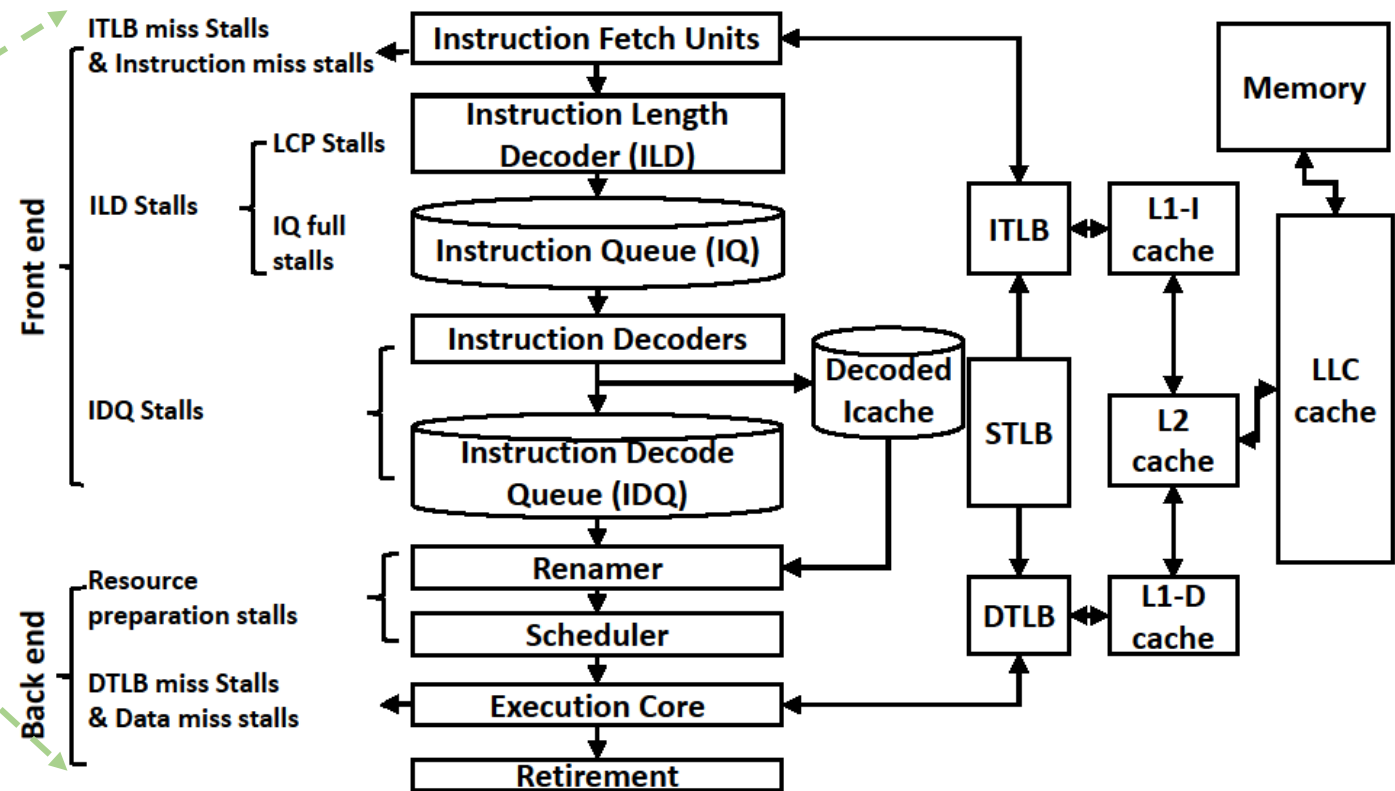 ITLB miss Stalls
& Instruction miss stalls
Front end
LCP Stalls
ILD Stalls
IQ full
stalls
IDQ Stalls
Back end
Resource
preparation stalls
DTLB miss Stalls
& Data miss stalls
Instruction Fetch Units
Instruction Length
Decoder (ILD)
Instruction Queue (IQ)
Instruction Decoders
Decoded
Icache
Instruction Decode
Queue (IDQ)
Renamer
Scheduler
Execution Core
Retirement
ITLB
STLB
DTLB
L1-I
cache
L2
cache
L1-D
cache
Memory
LLC
cache